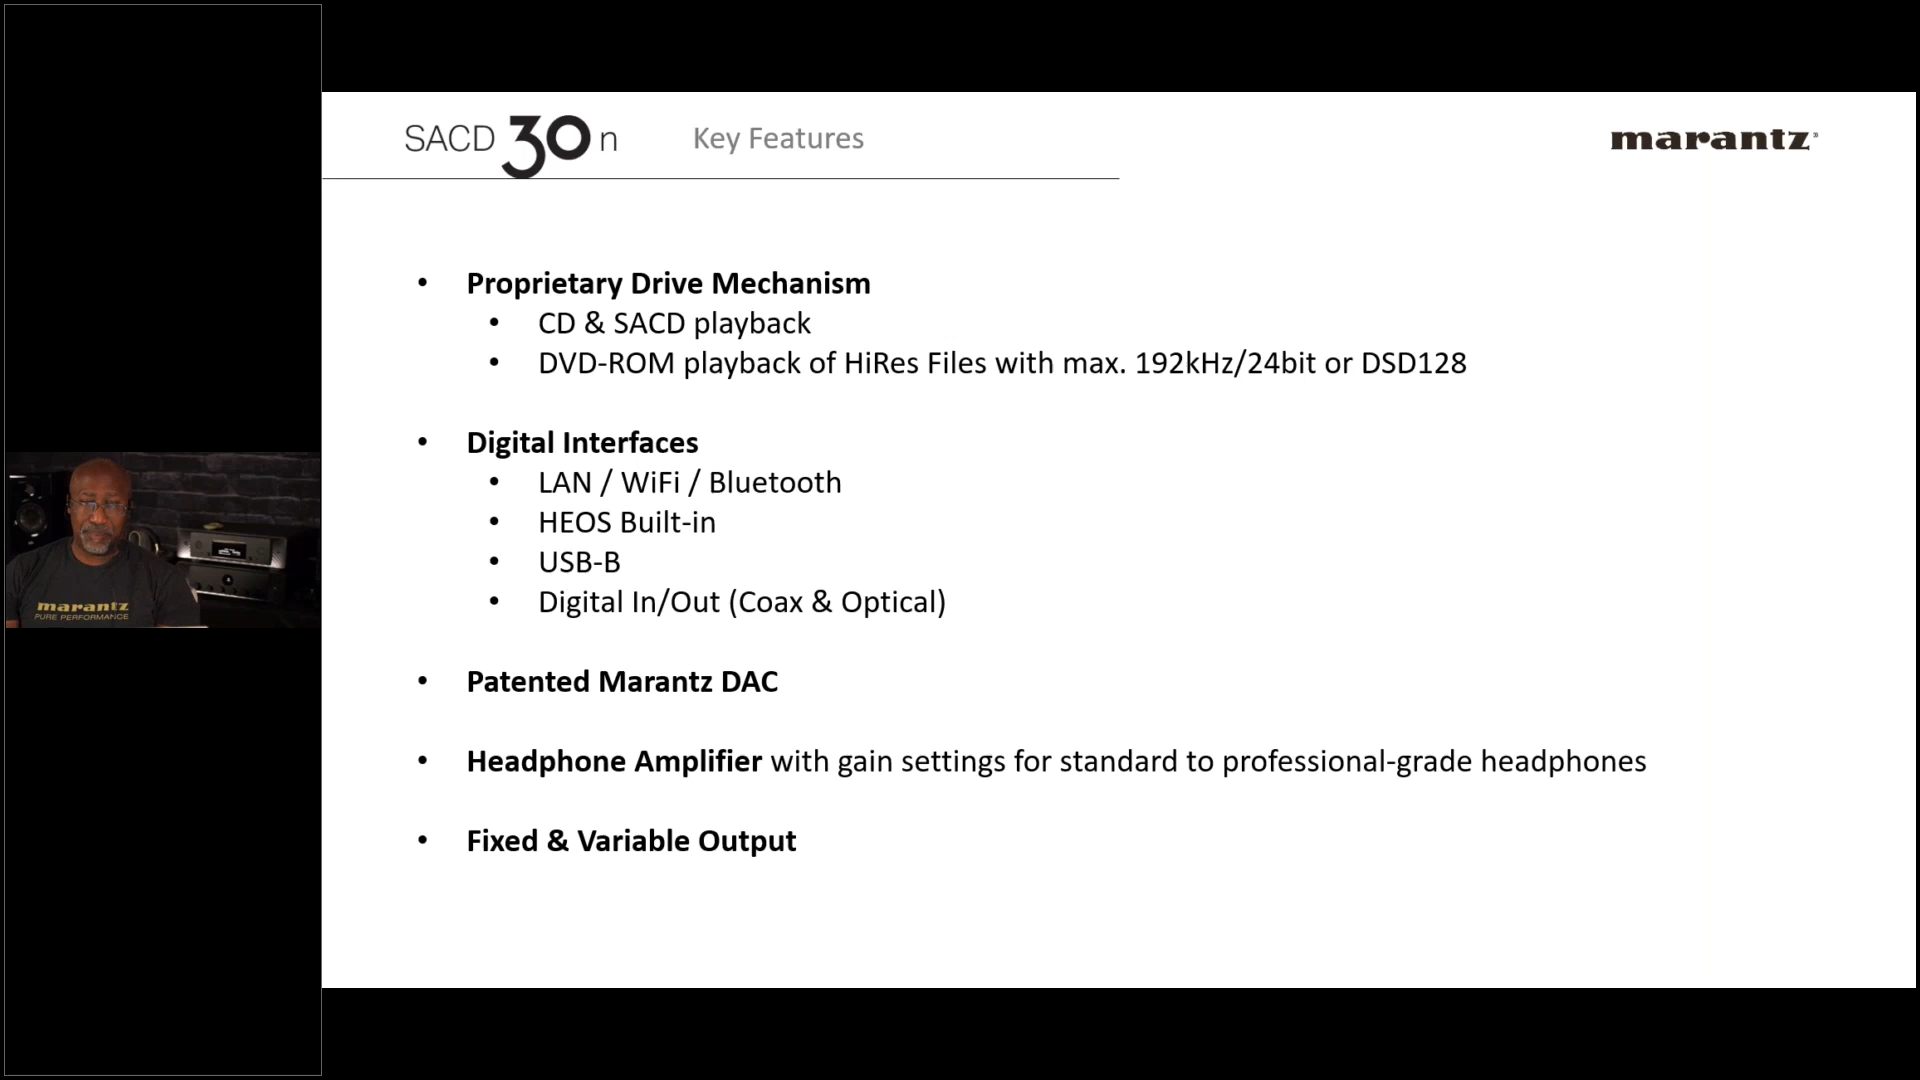 SACD 30 n
Key Features
marantz
• Proprietary Drive Mechanism
• CD & SACD playback
• DVD-ROM playback of HiRes Files with max. 192kHz/24bit or DSD128
• Digital Interfaces
• LAN / WiFi / Bluetooth
• HEOS Built-in
• USB-B
• Digital In/Out (Coax & Optical)
• Patented Marantz DAC
• Headphone Amplifier with gain settings for standard to professional-grade headphones
• Fixed & Variable Output
marantz
PURE PERFORMANCE